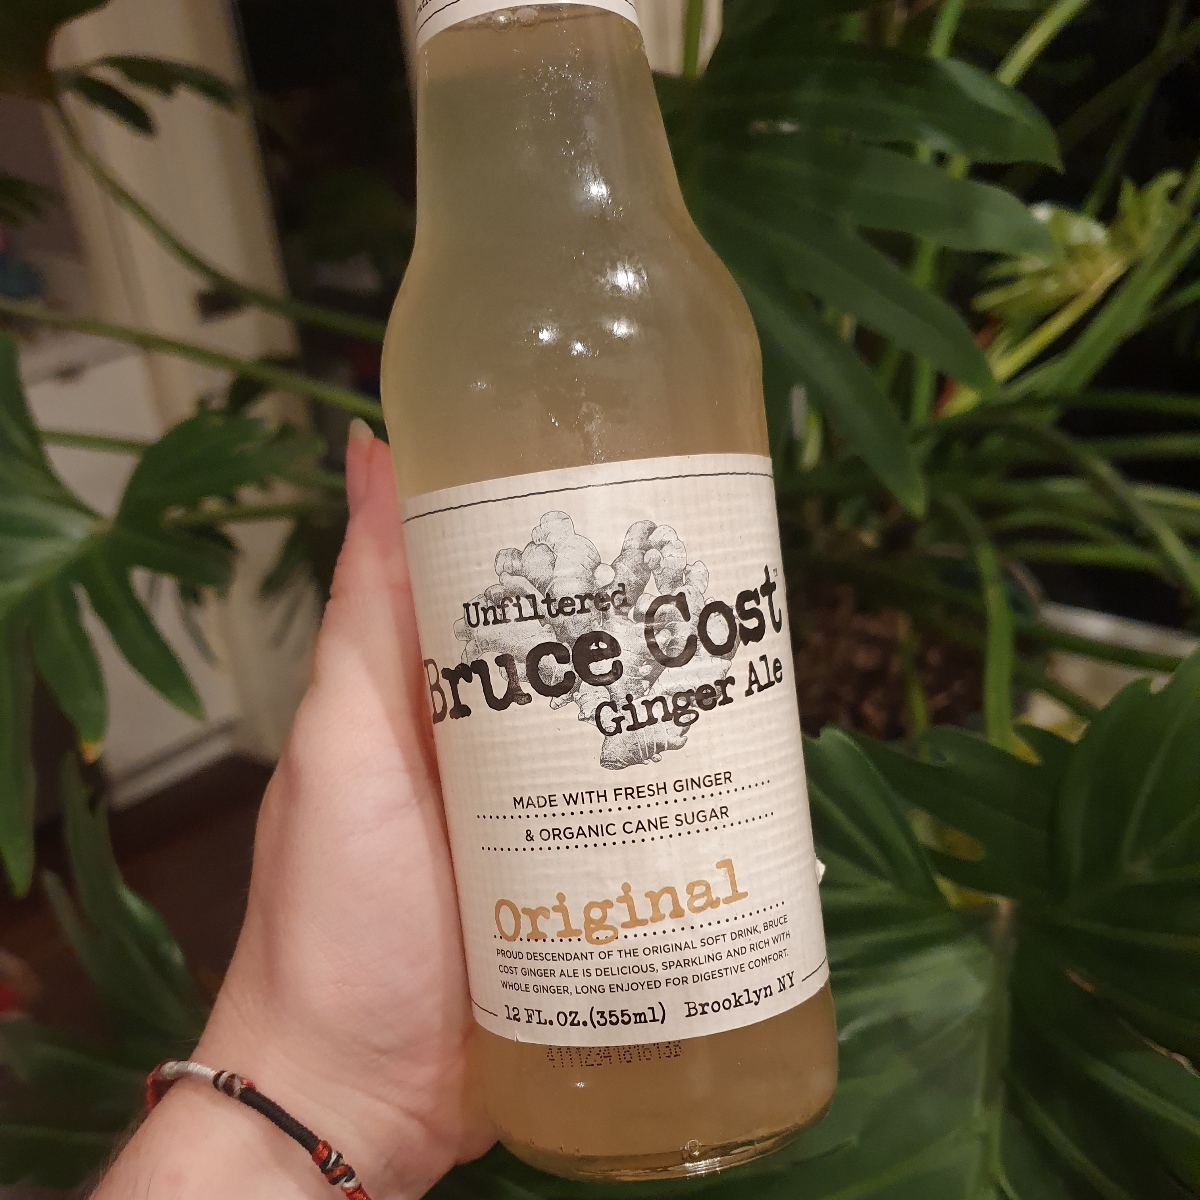 Unfiltered
Bruce Cost™
Ginger Ale
MADE WITH FRESH GINGER
& ORGANIC CANE SUGAR
Original
PROUD DESCENDANT OF THE ORIGINAL SOFT DRINK, BRUCE
COST GINGER ALE IS DELICIOUS, SPARKLING AND RICH WITH
WHOLE GINGER, LONG ENJOYED FOR DIGESTIVE COMFORT.
12 FL.OZ.(355ml) Brooklyn NY